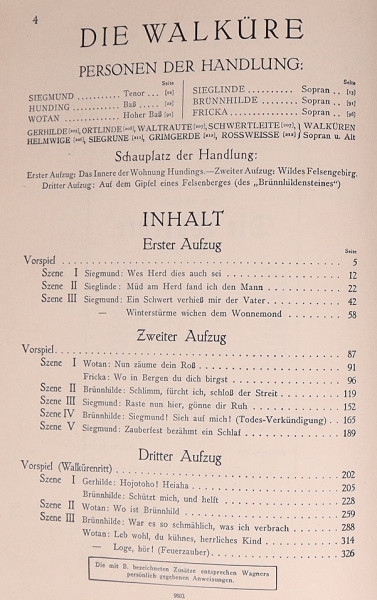 4
DIE WALKÜRE
PERSONEN DER HANDLUNG:
Seite Seite
SIEGMUND .......... Tenor ... [12] SIEGLINDE .......... Sopran .. [13]
HUNDING .......... Baß .... [22] BRÜNNHILDE ........ Sopran .. [91]
WOTAN .......... Hoher Baß [91] FRICKA ............ Sopran .. [96]
GERHILDE ORTLINDE WALTRAUTE SCHWERTLEITE WALKÜREN
HELMWIGE SIEGRUNE GRIMGERDE ROSSWEISSE Sopran u. Alt
Schauplatz der Handlung:
Erster Aufzug: Das Innere der Wohnung Hundings.—Zweiter Aufzug: Wildes Felsengebirg.
Dritter Aufzug: Auf dem Gipfel eines Felsenberges (des „Brünnhildensteines")
INHALT
Erster Aufzug
Seite
Vorspiel .......... 5
Szene I Siegmund: Wes Herd dies auch sei .......... 12
Szene II Sieglinde: Müd am Herd fand ich den Mann .......... 22
Szene III Siegmund: Ein Schwert verhieß mir der Vater .......... 42
— Winterstürme wichen dem Wonnemond .......... 58
Zweiter Aufzug
Vorspiel .......... 87
Szene I Wotan: Nun zäume dein Roß .......... 91
Fricka: Wo in Bergen du dich birgst .......... 96
Szene II Brünnhilde: Schlimm, fürcht ich, schloß der Streit .......... 119
Szene III Siegmund: Raste nun hier, gönne dir Ruh .......... 152
Szene IV Brünnhilde: Siegmund! Sieh auf mich! (Todes-Verkündigung) .. 165
Szene V Siegmund: Zauberfest bezähmt ein Schlaf .......... 189
Dritter Aufzug
Vorspiel (Walkürenritt) .......... 202
Szene I Gerhilde: Hojotoho! Heiaha .......... 205
Brünnhilde: Schützt mich, und helft .......... 228
Szene II Wotan: Wo ist Brünnhild .......... 259
Szene III Brünnhilde: War es so schmählich, was ich verbrach .......... 288
Wotan: Leb wohl, du kühnes, herrliches Kind .......... 314
— Loge, hör! (Feuerzauber) .......... 326
Die mit B. bezeichneten Zusätze entsprechen Wagners
persönlich gegebenen Anweisungen.